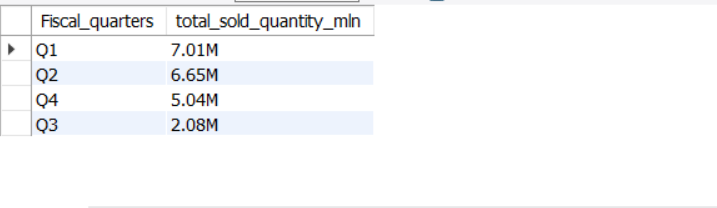 Fiscal_quarters total_sold_quantity_mln
Q1 7.01M
Q2 6.65M
Q4 5.04M
Q3 2.08M